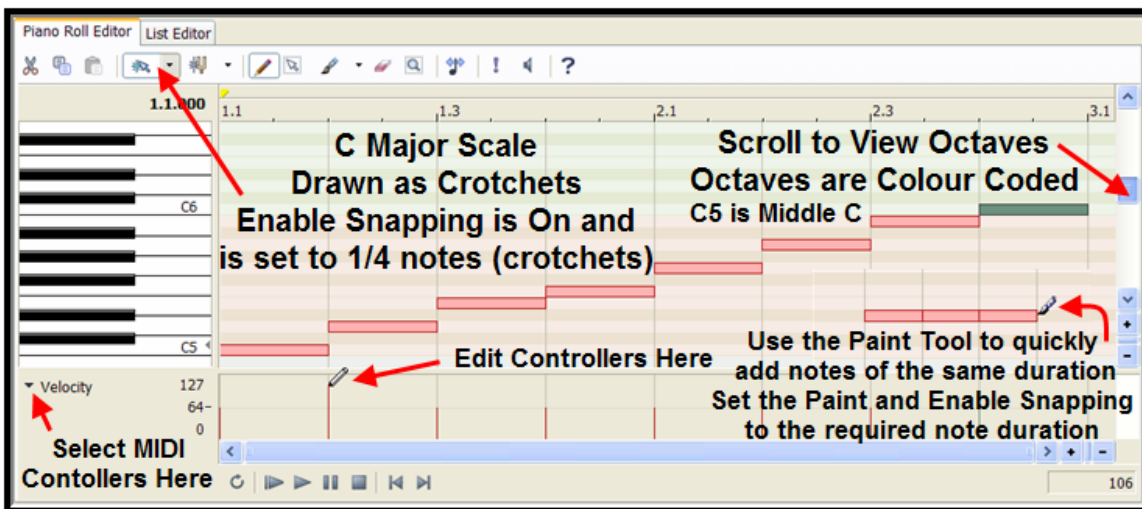 Piano Roll Editor
List Editor
1.1.000
1.1
1.3
2.1
2.3
3.1
C Major Scale
Drawn as Crotchets
Enable Snapping is On and
is set to 1/4 notes (crotchets)
Scroll to View Octaves
Octaves are Colour Coded
C5 is Middle C
C6
C5
Edit Controllers Here
Use the Paint Tool to quickly
add notes of the same duration
Set the Paint and Enable Snapping
to the required note duration
Velocity
127
64-
0
Select MIDI
Contollers Here
106